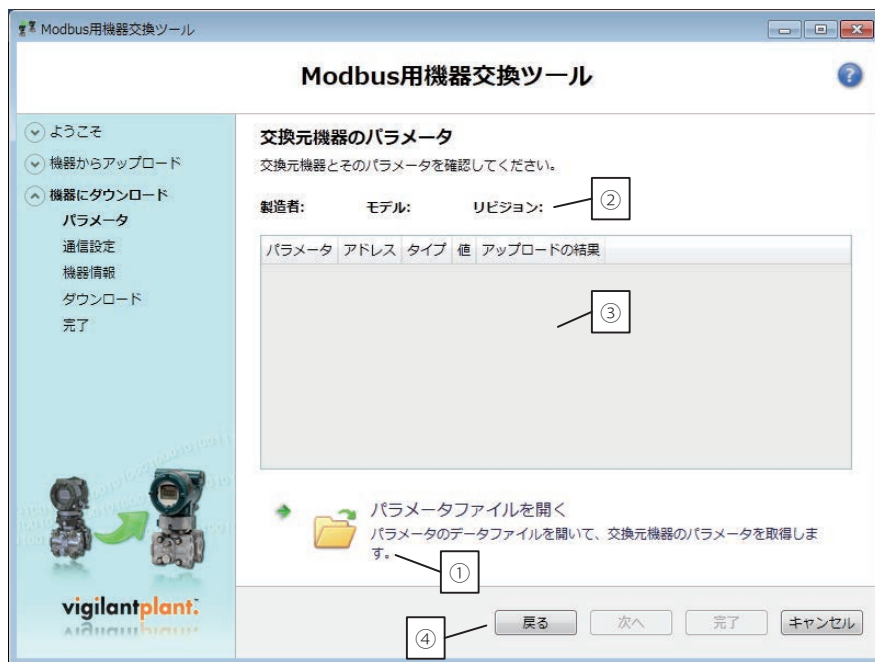 Modbus用機器交換ツール
Modbus用機器交換ツール
ようこそ
機器からアップロード
機器にダウンロード
パラメータ
通信設定
機器情報
ダウンロード
完了
vigilantplant.
交換元機器のパラメータ
交換元機器とそのパラメータを確認してください。
製造者: モデル: リビジョン:
②
パラメータ アドレス タイプ 値 アップロードの結果
③
パラメータファイルを開く
パラメータのデータファイルを開いて、交換元機器のパラメータを取得しま
す。
①
④
戻る 次へ 完了 キャンセル